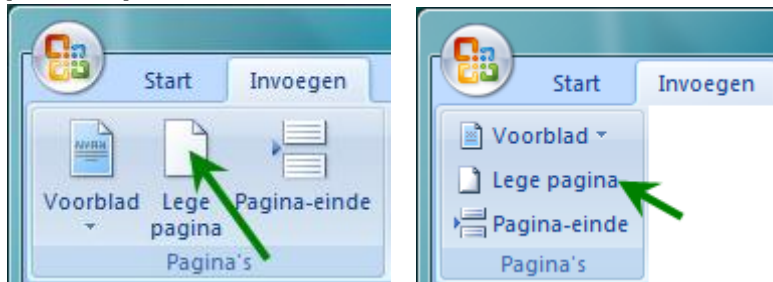 Start Invoegen
Voorblad Lege pagina Pagina-einde
Pagina's
Start Invoegen
Voorblad
Lege pagina
Pagina-einde
Pagina's